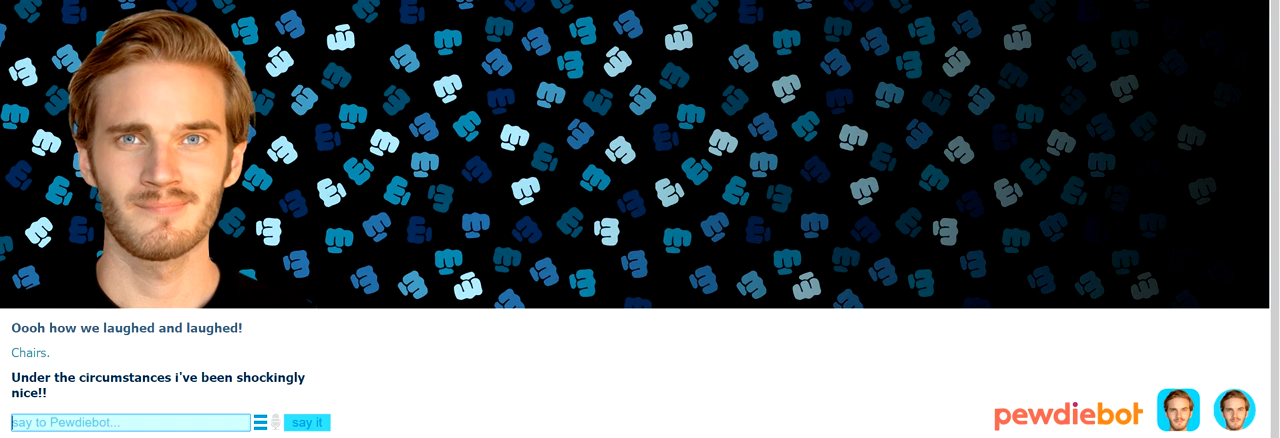 Oooh how we laughed and laughed!
Chairs.
Under the circumstances i've been shockingly
nice!!
say to Pewdiebot...
say it
pewdiebot